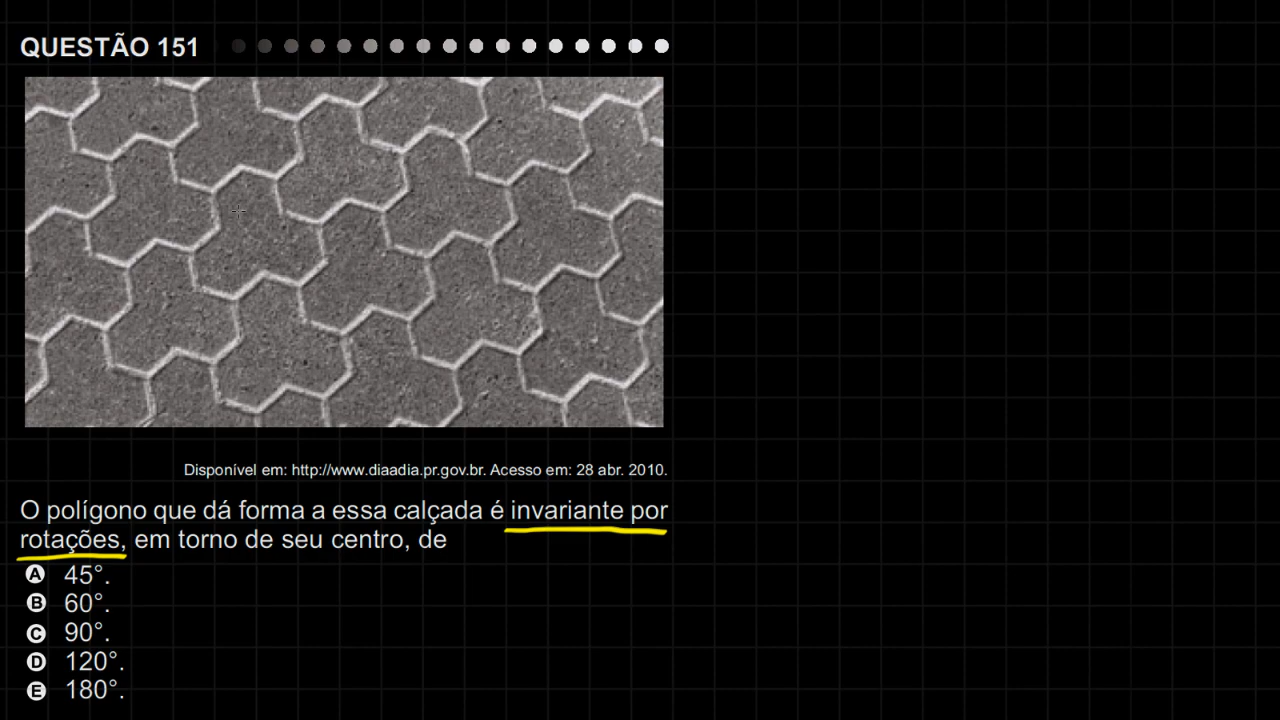 QUESTÃO 151
Disponível em: http://www.diaadia.pr.gov.br. Acesso em: 28 abr. 2010.
O polígono que dá forma a essa calçada é invariante por
rotações, em torno de seu centro, de
A 45°.
B 60°.
C 90°.
D 120°.
E 180°.